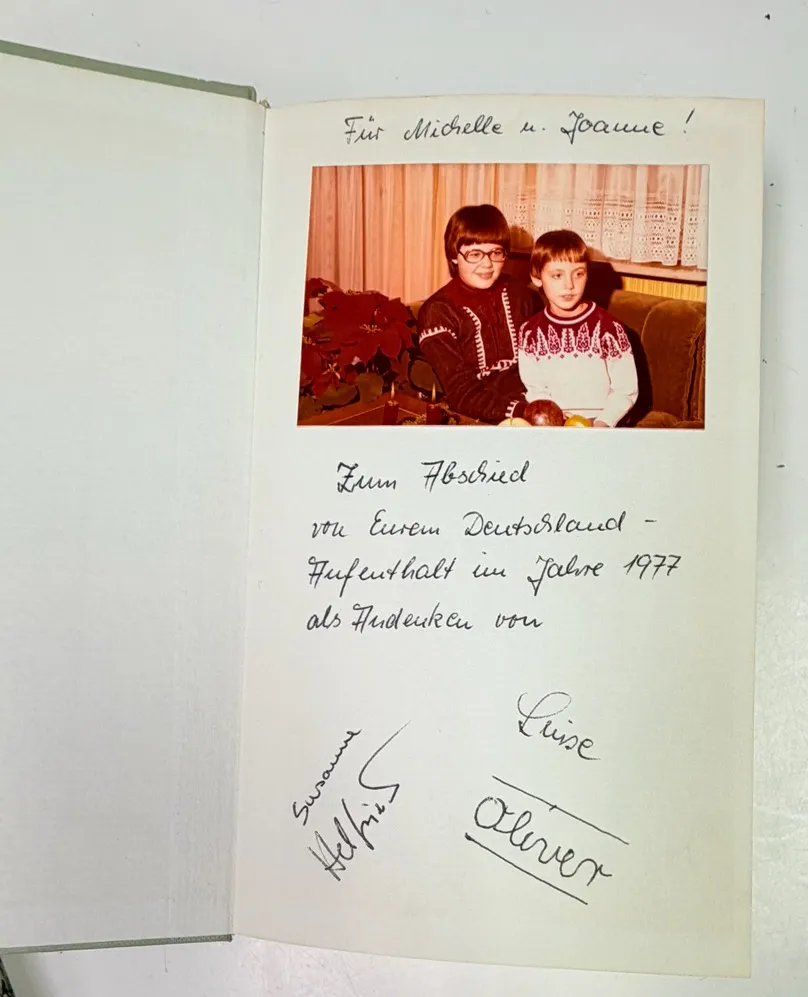 Für Michelle u. Joanne!
Zum Abschied
von Eurem Deutschland-
Aufenthalt im Jahre 1977
als Andenken von
Luise
Susanne
Helfried
Oliver